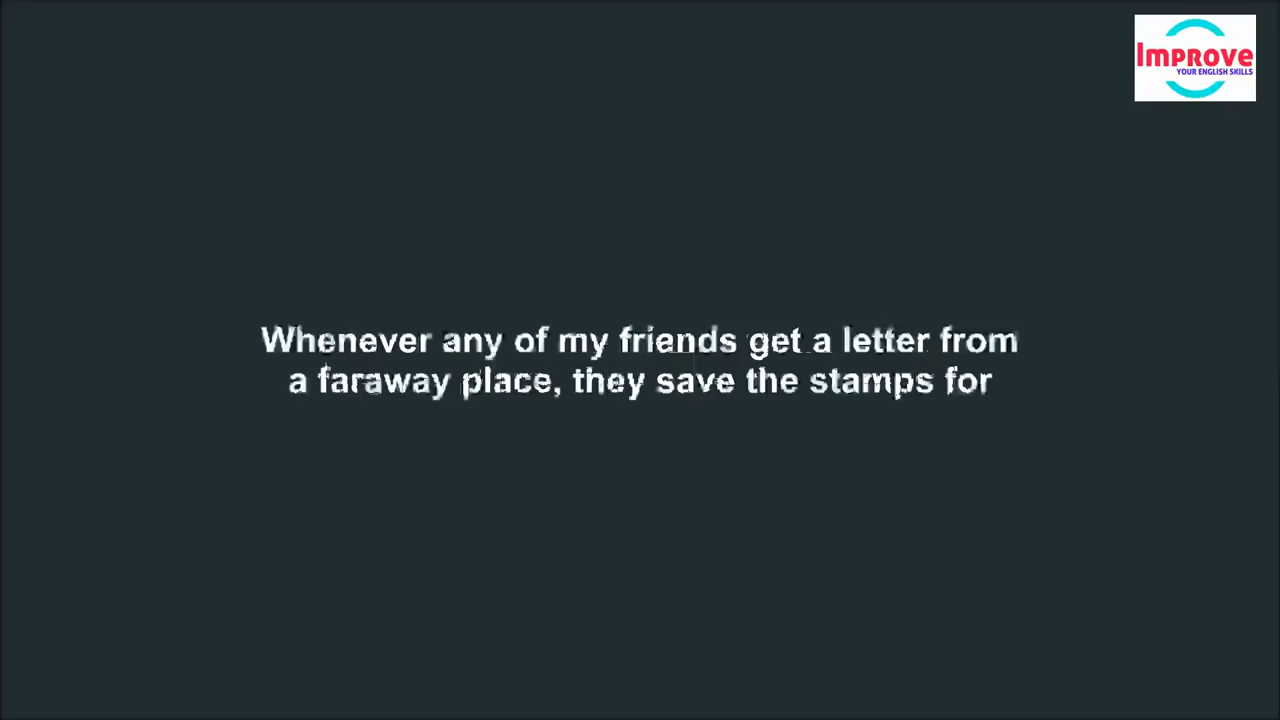 Improve
YOUR ENGLISH SKILLS
Whenever any of my friends get a letter from
a faraway place, they save the stamps for